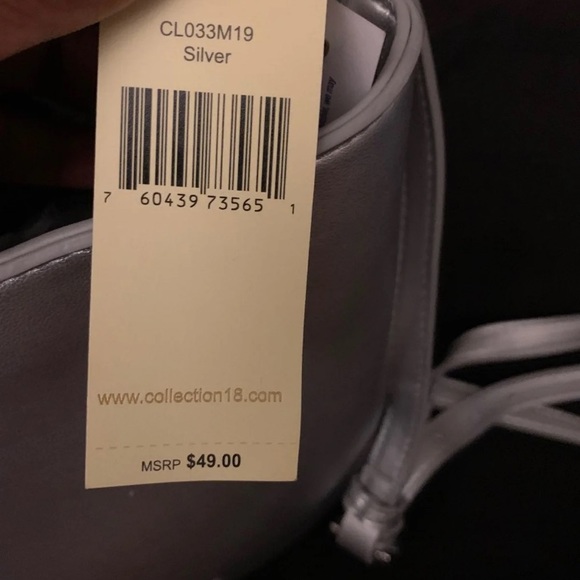 CL033M19
Silver
7 60439 73565 1
www.collection18.com
MSRP $49.00